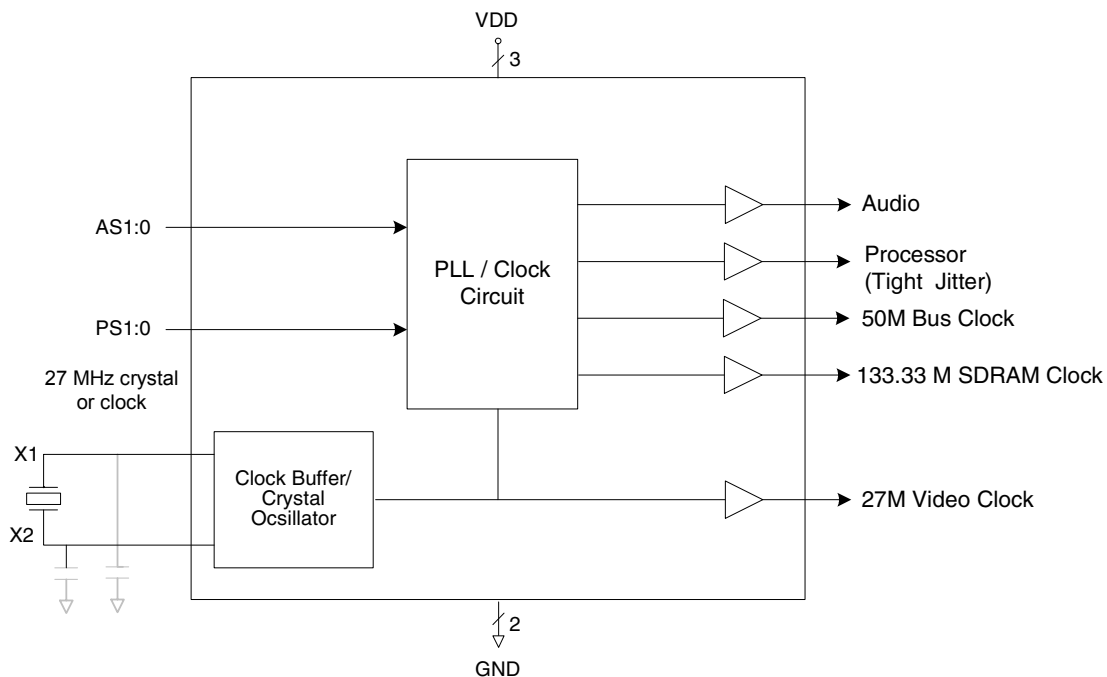 VDD
3
AS1:0
PS1:0
27 MHz crystal
or clock
X1
X2
PLL / Clock
Circuit
Clock Buffer/
Crystal
Ocsillator
Audio
Processor
(Tight Jitter)
50M Bus Clock
133.33 M SDRAM Clock
27M Video Clock
2
GND